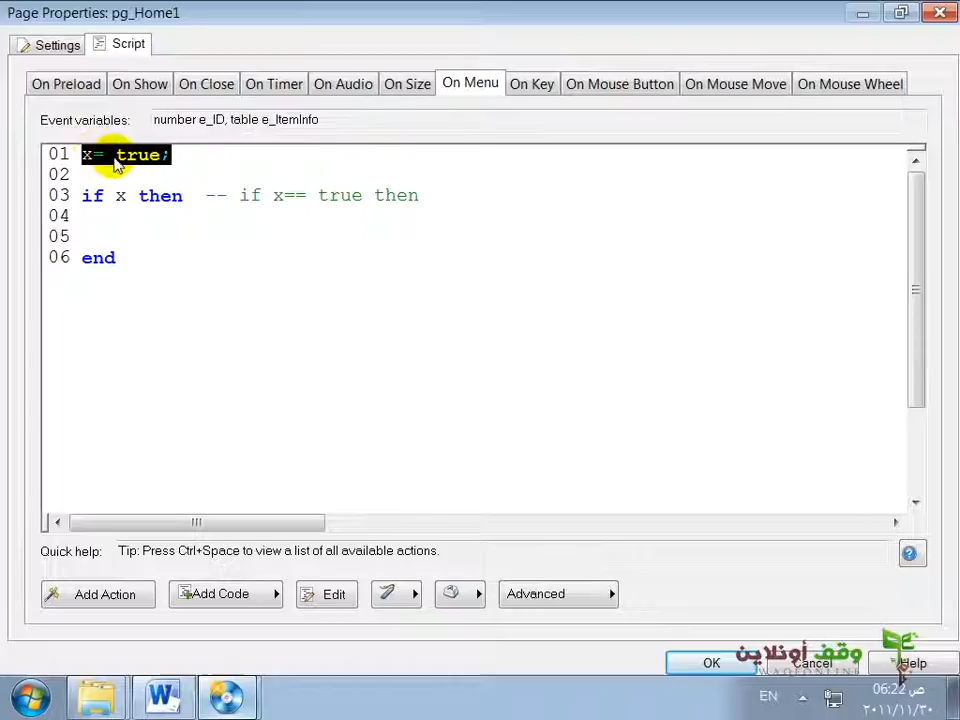 Page Properties: pg_Home1
Settings
Script
On Preload
On Show
On Close
On Timer
On Audio
On Size
On Menu
On Key
On Mouse Button
On Mouse Move
On Mouse Wheel
Event variables: number e_ID, table e_ItemInfo
01 x= true;
02
03 if x then -- if x== true then
04
05
06 end
Quick help: Tip: Press Ctrl+Space to view a list of all available actions.
Add Action
Add Code
Edit
Advanced
OK
Cancel
Help
وقف أونلاين
WAQFONLINE
EN
06:22 ص
٢٠١١/١١/٣٠